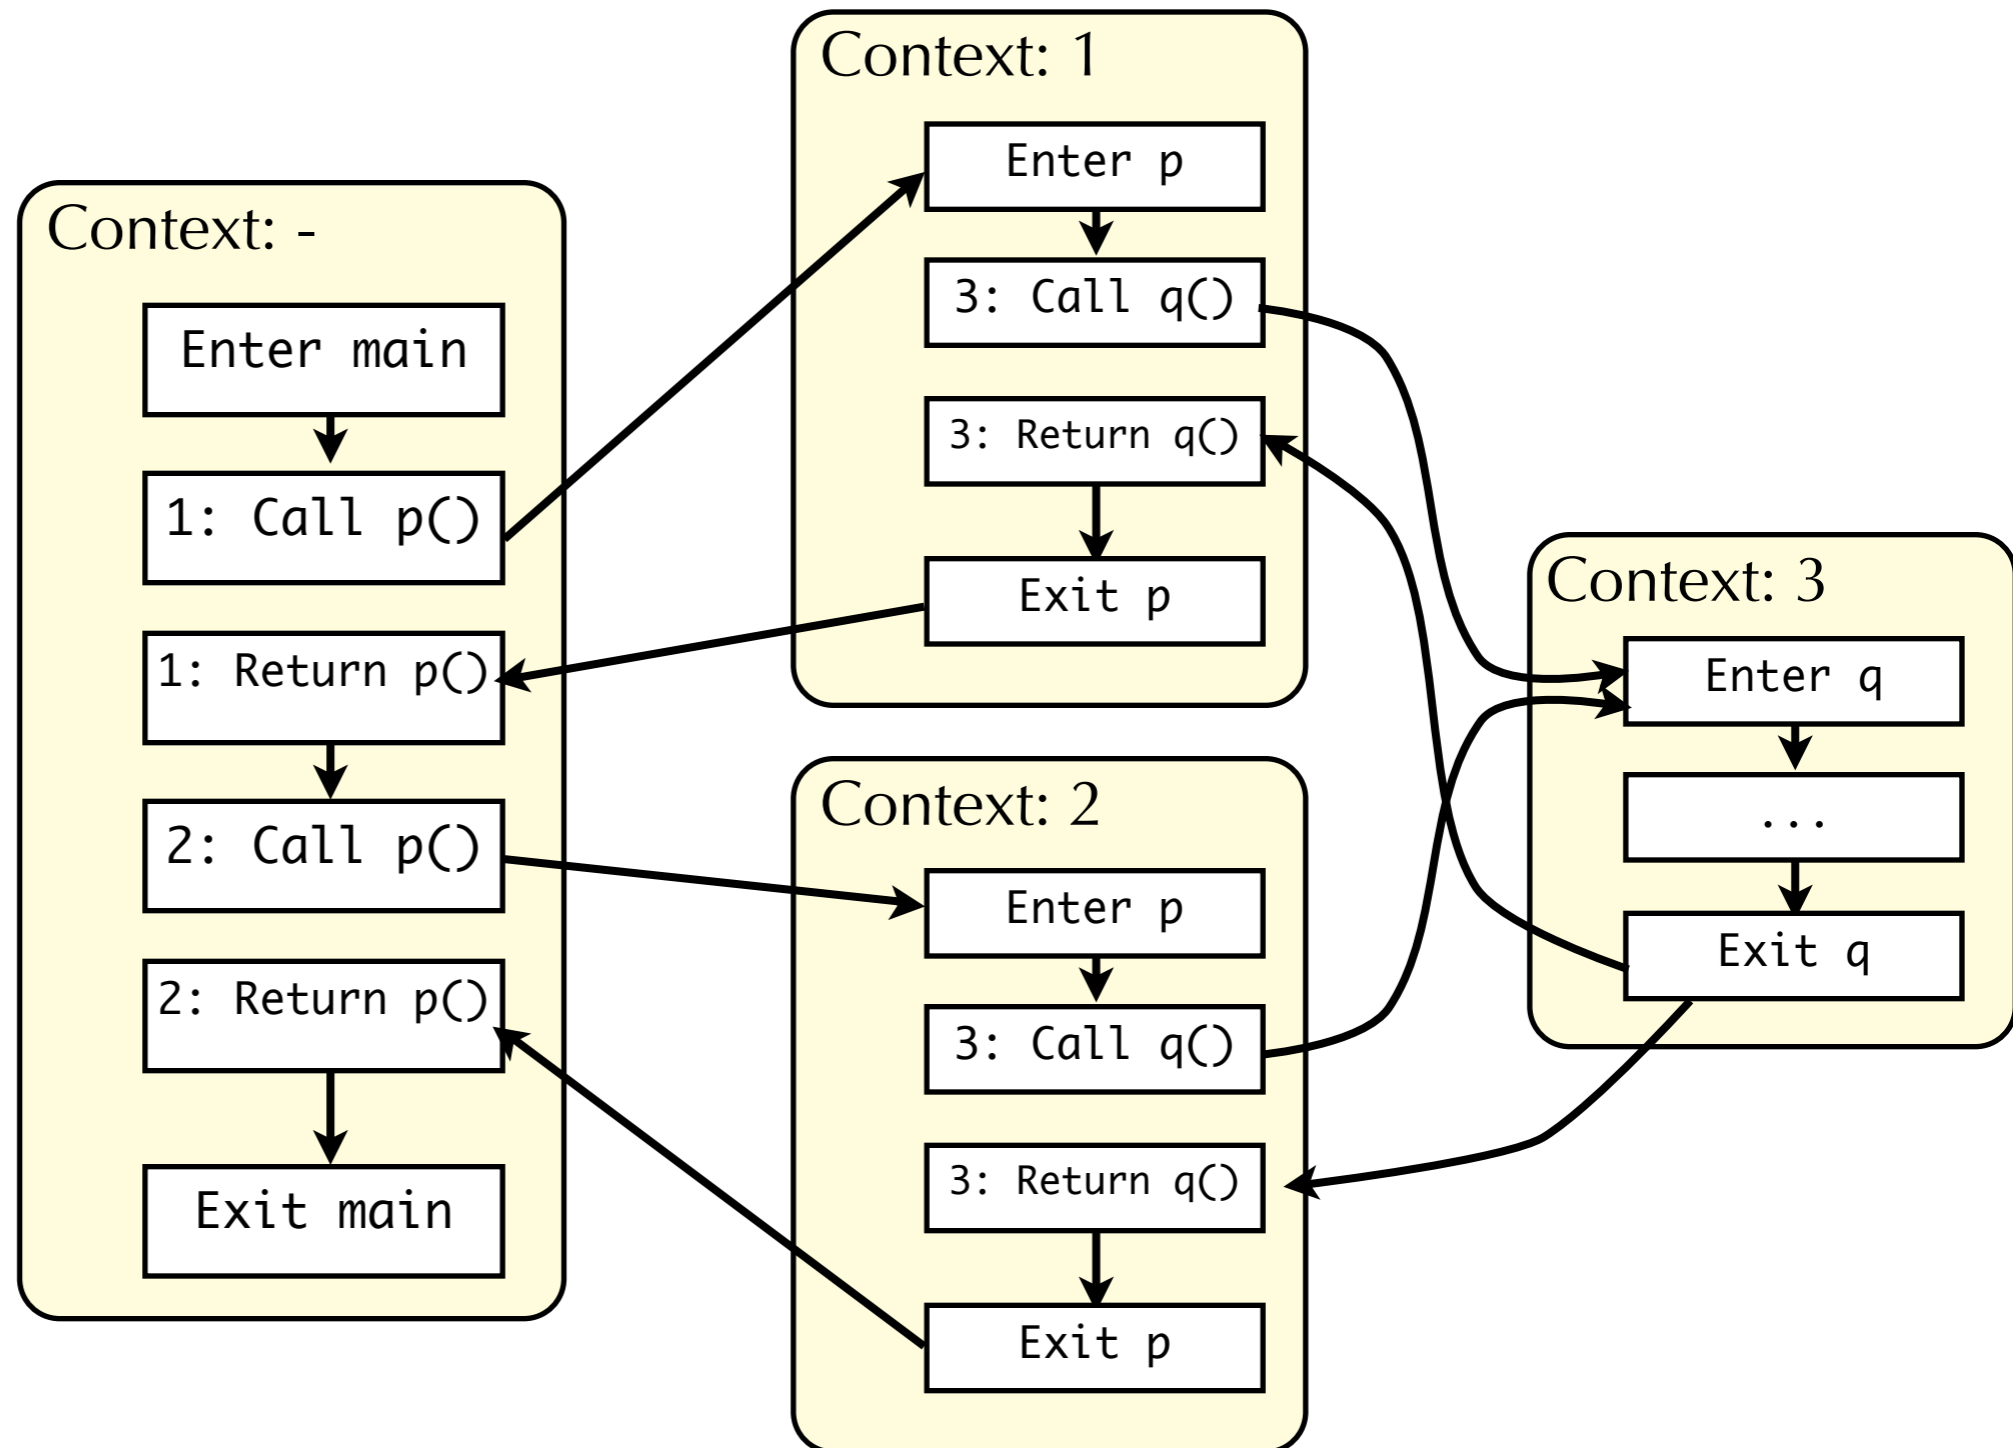 Context: -
Enter main
1: Call p()
1: Return p()
2: Call p()
2: Return p()
Exit main
Context: 1
Enter p
3: Call q()
3: Return q()
Exit p
Context: 2
Enter p
3: Call q()
3: Return q()
Exit p
Context: 3
Enter q
...
Exit q